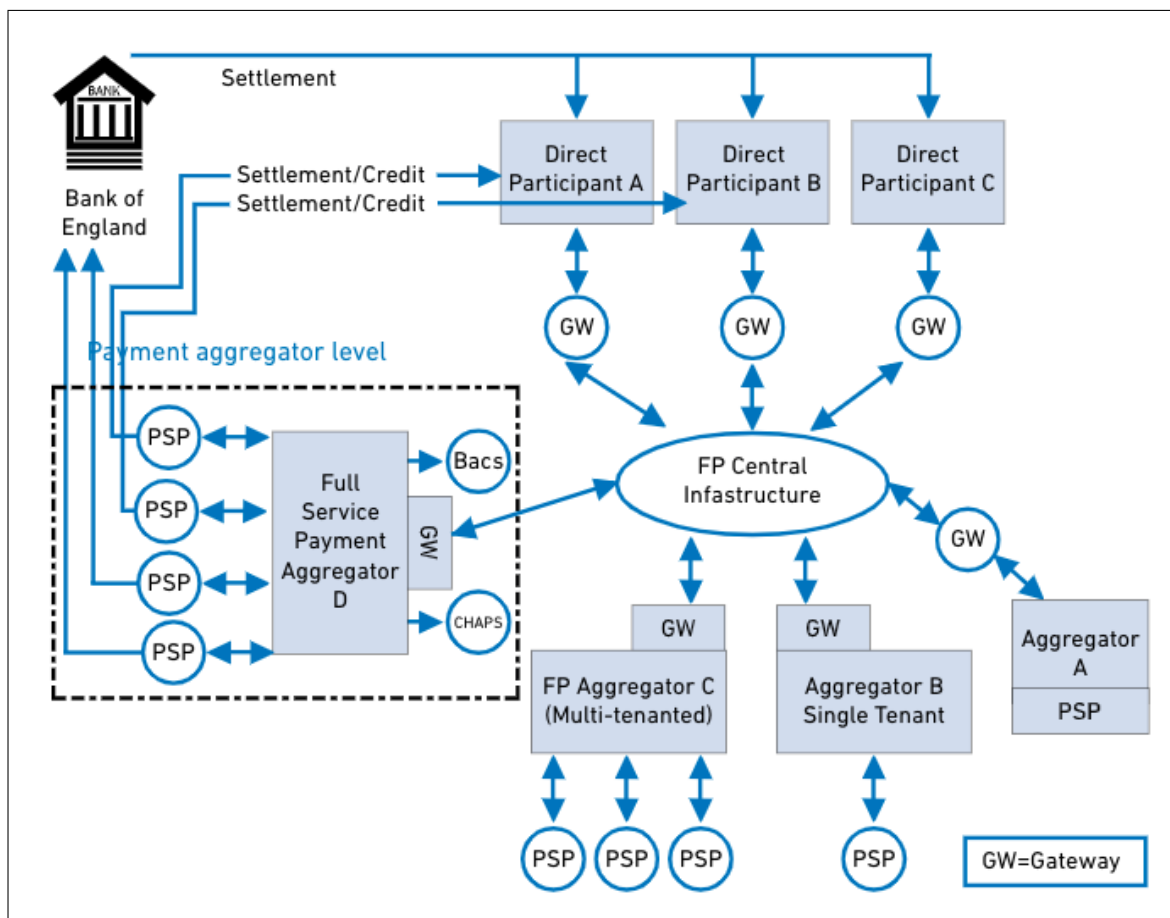 BANK
Settlement
Bank of
England
Direct
Participant A
Direct
Participant B
Direct
Participant C
Settlement/Credit
Settlement/Credit
GW
GW
GW
Payment aggregator level
PSP
PSP
PSP
PSP
Full
Service
Payment
Aggregator
D
GW
Bacs
CHAPS
FP Central
Infastructure
GW
Aggregator
A
PSP
GW
FP Aggregator C
(Multi-tenanted)
GW
Aggregator B
Single Tenant
PSP
PSP
PSP
PSP
GW=Gateway